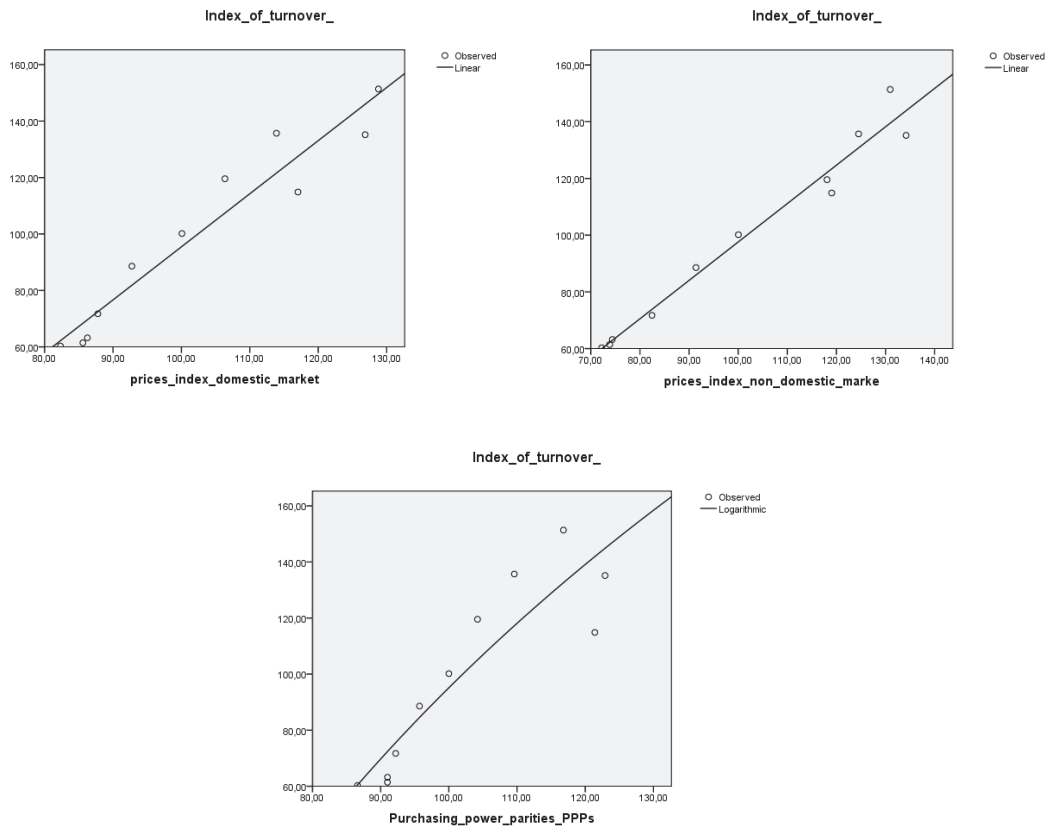 Index_of_turnover_
160,00
140,00
120,00
100,00
80,00
60,00
80,00 90,00 100,00 110,00 120,00 130,00
prices_index_domestic_market
Observed
Linear
Index_of_turnover_
160,00
140,00
120,00
100,00
80,00
60,00
70,00 80,00 90,00 100,00 110,00 120,00 130,00 140,00
prices_index_non_domestic_marke
Observed
Linear
Index_of_turnover_
160,00
140,00
120,00
100,00
80,00
60,00
80,00 90,00 100,00 110,00 120,00 130,00
Purchasing_power_parities_PPPs
Observed
Logarithmic